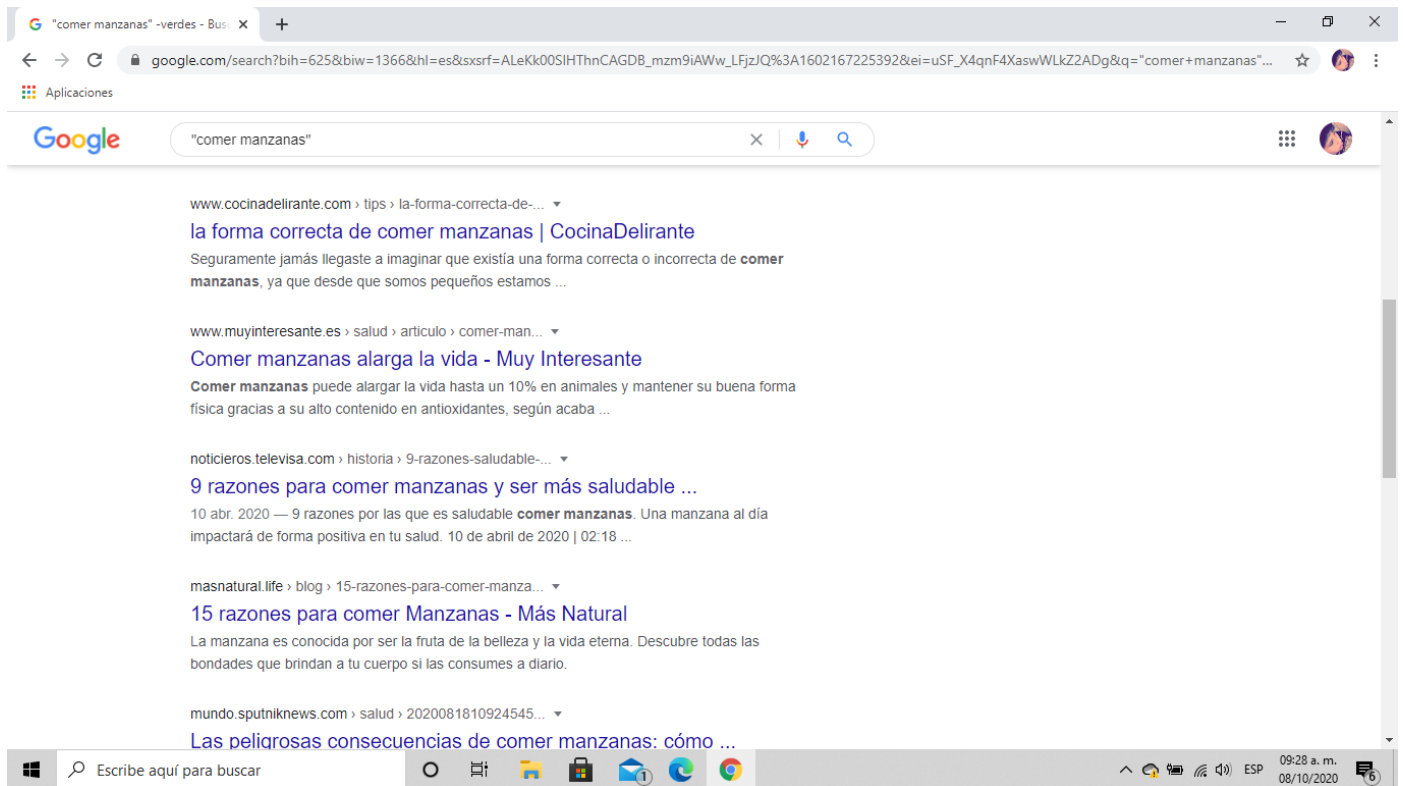 "comer manzanas" -verdes - Bus
google.com/search?bih=625&biw=1366&hl=es&sxsrf=ALeKk00SIHThnCAGDB_mzm9iAWw_LFjzJQ%3A1602167225392&ei=uSF_X4qnF4XaswWLkZ2ADg&q="comer+manzanas"...
Aplicaciones
Google
"comer manzanas"
www.cocinadelirante.com › tips › la-forma-correcta-de-...
la forma correcta de comer manzanas | CocinaDelirante
Seguramente jamás llegaste a imaginar que existía una forma correcta o incorrecta de comer
manzanas, ya que desde que somos pequeños estamos ...
www.muyinteresante.es › salud › articulo › comer-man...
Comer manzanas alarga la vida - Muy Interesante
Comer manzanas puede alargar la vida hasta un 10% en animales y mantener su buena forma
física gracias a su alto contenido en antioxidantes, según acaba ...
noticieros.televisa.com › historia › 9-razones-saludable-...
9 razones para comer manzanas y ser más saludable ...
10 abr. 2020 — 9 razones por las que es saludable comer manzanas. Una manzana al día
impactará de forma positiva en tu salud. 10 de abril de 2020 | 02:18 ...
masnatural.life › blog › 15-razones-para-comer-manza...
15 razones para comer Manzanas - Más Natural
La manzana es conocida por ser la fruta de la belleza y la vida eterna. Descubre todas las
bondades que brindan a tu cuerpo si las consumes a diario.
mundo.sputniknews.com › salud › 2020081810924545...
Las peligrosas consecuencias de comer manzanas: cómo ...
Escribe aquí para buscar
1
ESP
09:28 a. m.
08/10/2020
6